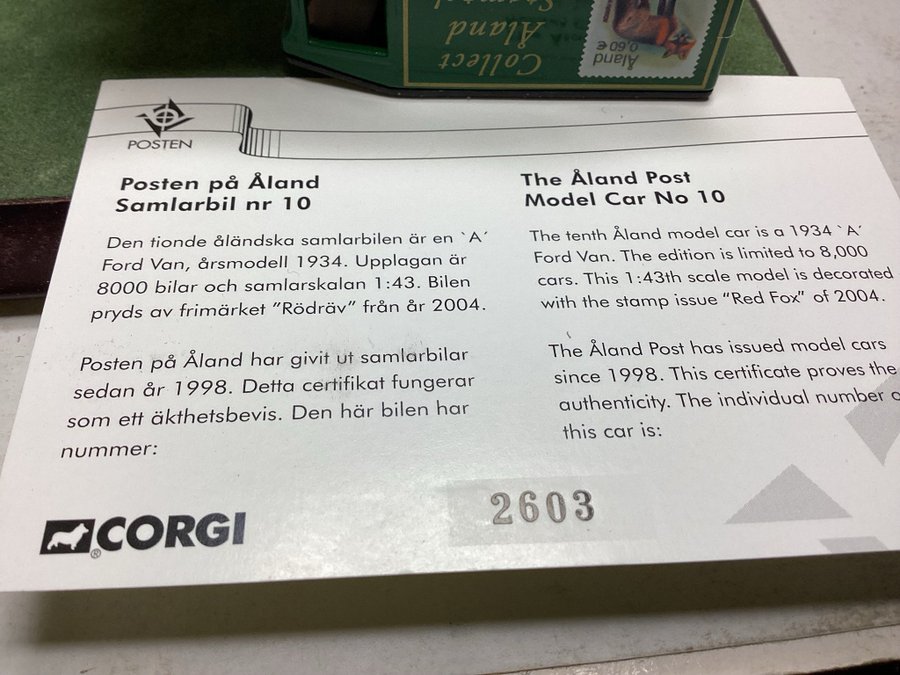 Collect
Åland
Åland
0,60€
POSTEN
Posten på Åland
Samlarbil nr 10
Den tionde åländska samlarbilen är en `A´
Ford Van, årsmodell 1934. Upplagan är
8000 bilar och samlarskalan 1:43. Bilen
pryds av frimärket "Rödräv" från år 2004.
Posten på Åland har givit ut samlarbilar
sedan år 1998. Detta certifikat fungerar
som ett äkthetsbevis. Den här bilen har
nummer:
The Åland Post
Model Car No 10
The tenth Åland model car is a 1934 `A´
Ford Van. The edition is limited to 8,000
cars. This 1:43th scale model is decorated
with the stamp issue "Red Fox" of 2004.
The Åland Post has issued model cars
since 1998. This certificate proves the
authenticity. The individual number
this car is:
2603
CORGI
®